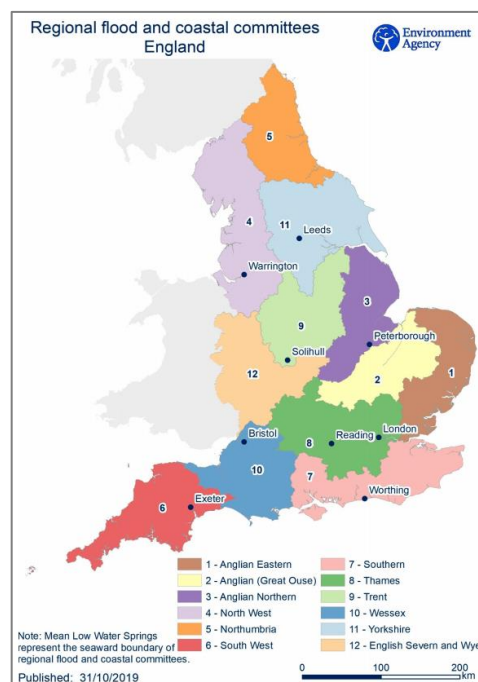 Regional flood and coastal committees
England
Environment
Agency
5
4
11
Leeds
Warrington
3
9
Peterborough
Solihull
12
2
1
Bristol
8
Reading
London
10
7
Worthing
6
Exeter
1 - Anglian Eastern
2 - Anglian (Great Ouse)
3 - Anglian Northern
4 - North West
5 - Northumbria
6 - South West
7 - Southern
8 - Thames
9 - Trent
10 - Wessex
11 - Yorkshire
12 - English Severn and Wye
Note: Mean Low Water Springs
represent the seaward boundary of
regional flood and coastal committees.
Published: 31/10/2019
0
100
200
km